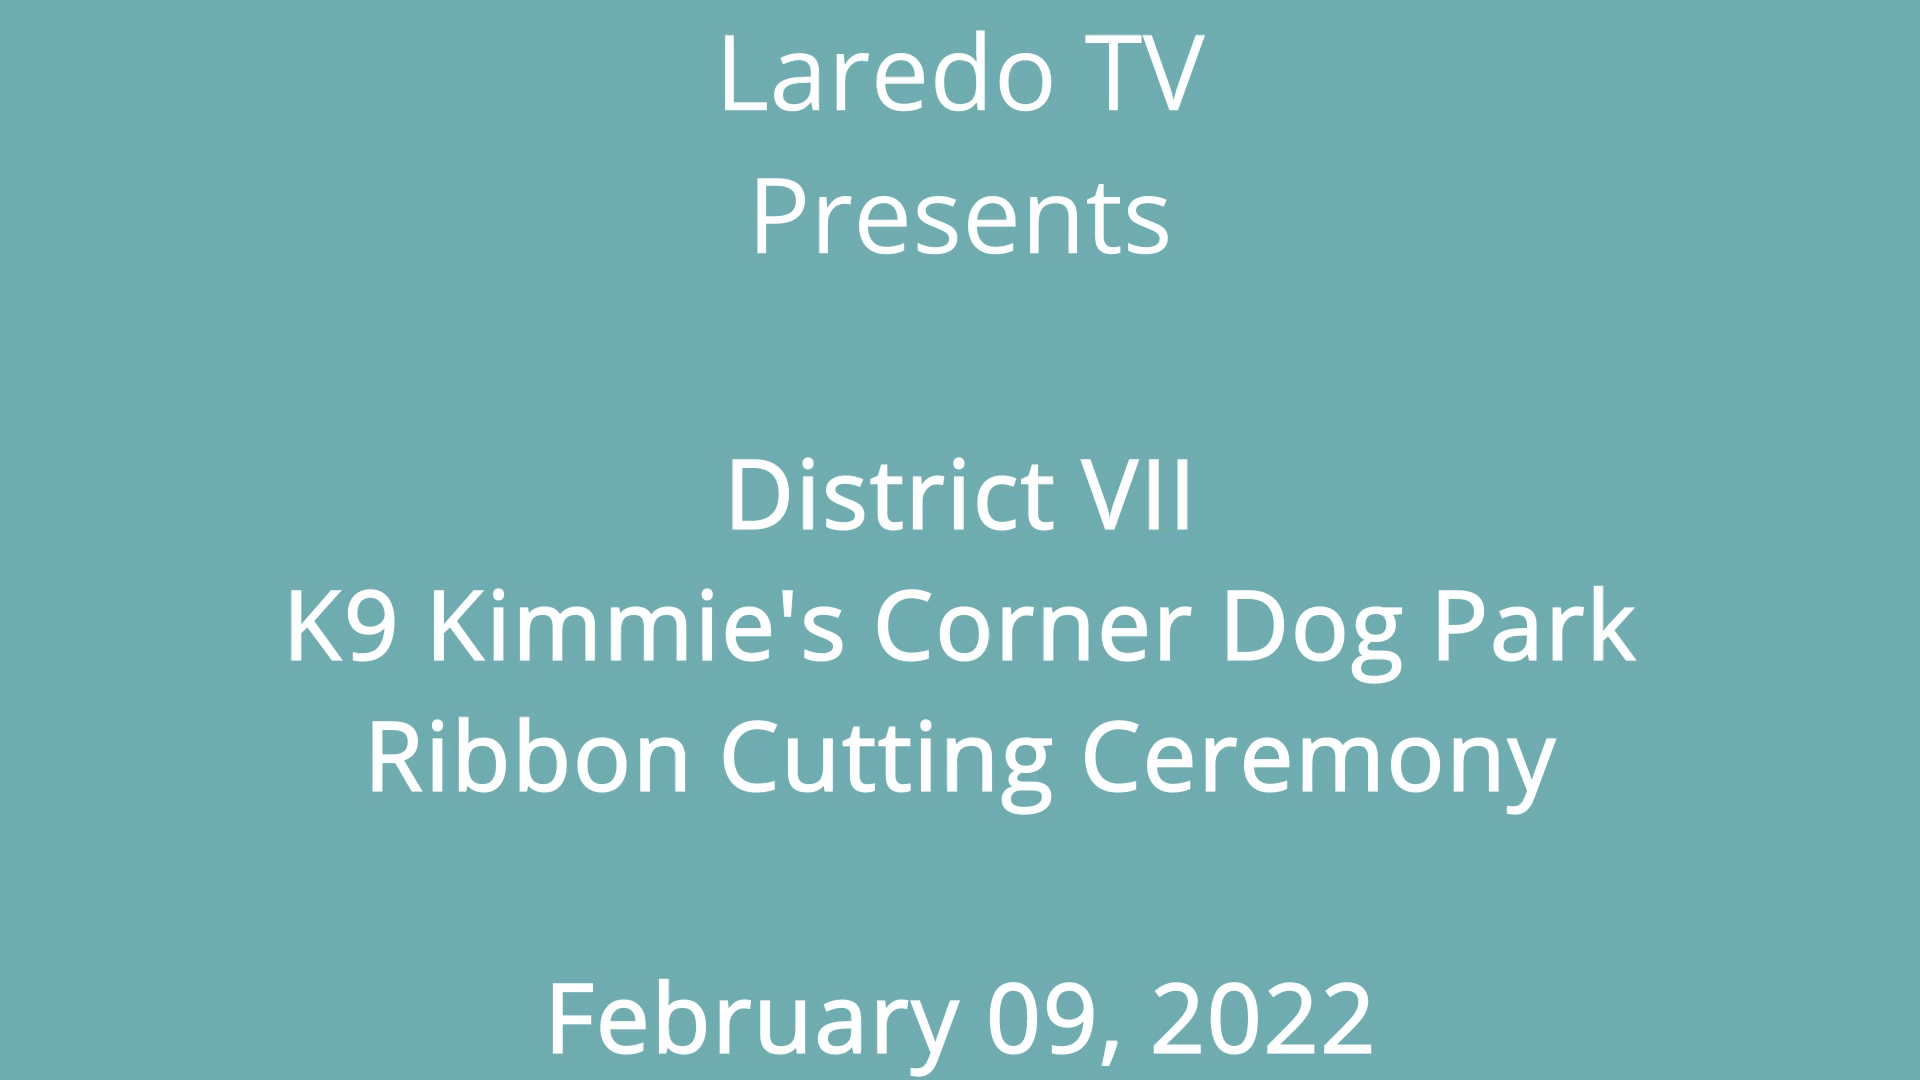 Laredo TV
Presents
District VII
K9 Kimmie's Corner Dog Park
Ribbon Cutting Ceremony
February 09, 2022